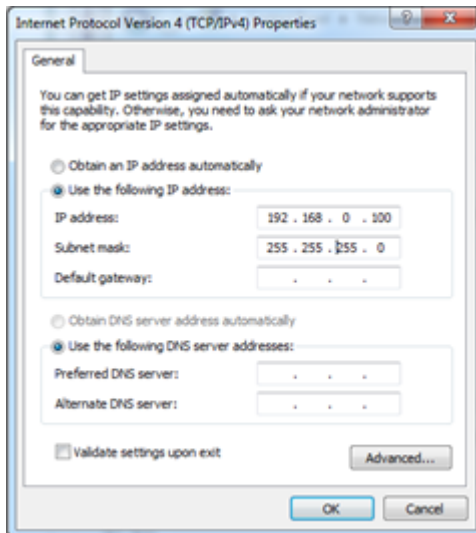 Internet Protocol Version 4 (TCP/IPv4) Properties
General
You can get IP settings assigned automatically if your network supports
this capability. Otherwise, you need to ask your network administrator
for the appropriate IP settings.
Obtain an IP address automatically
Use the following IP address:
IP address: 192 . 168 . 0 . 100
Subnet mask: 255 . 255 . 255 . 0
Default gateway: . . .
Obtain DNS server address automatically
Use the following DNS server addresses:
Preferred DNS server: . . .
Alternate DNS server: . . .
Validate settings upon exit
Advanced...
OK Cancel